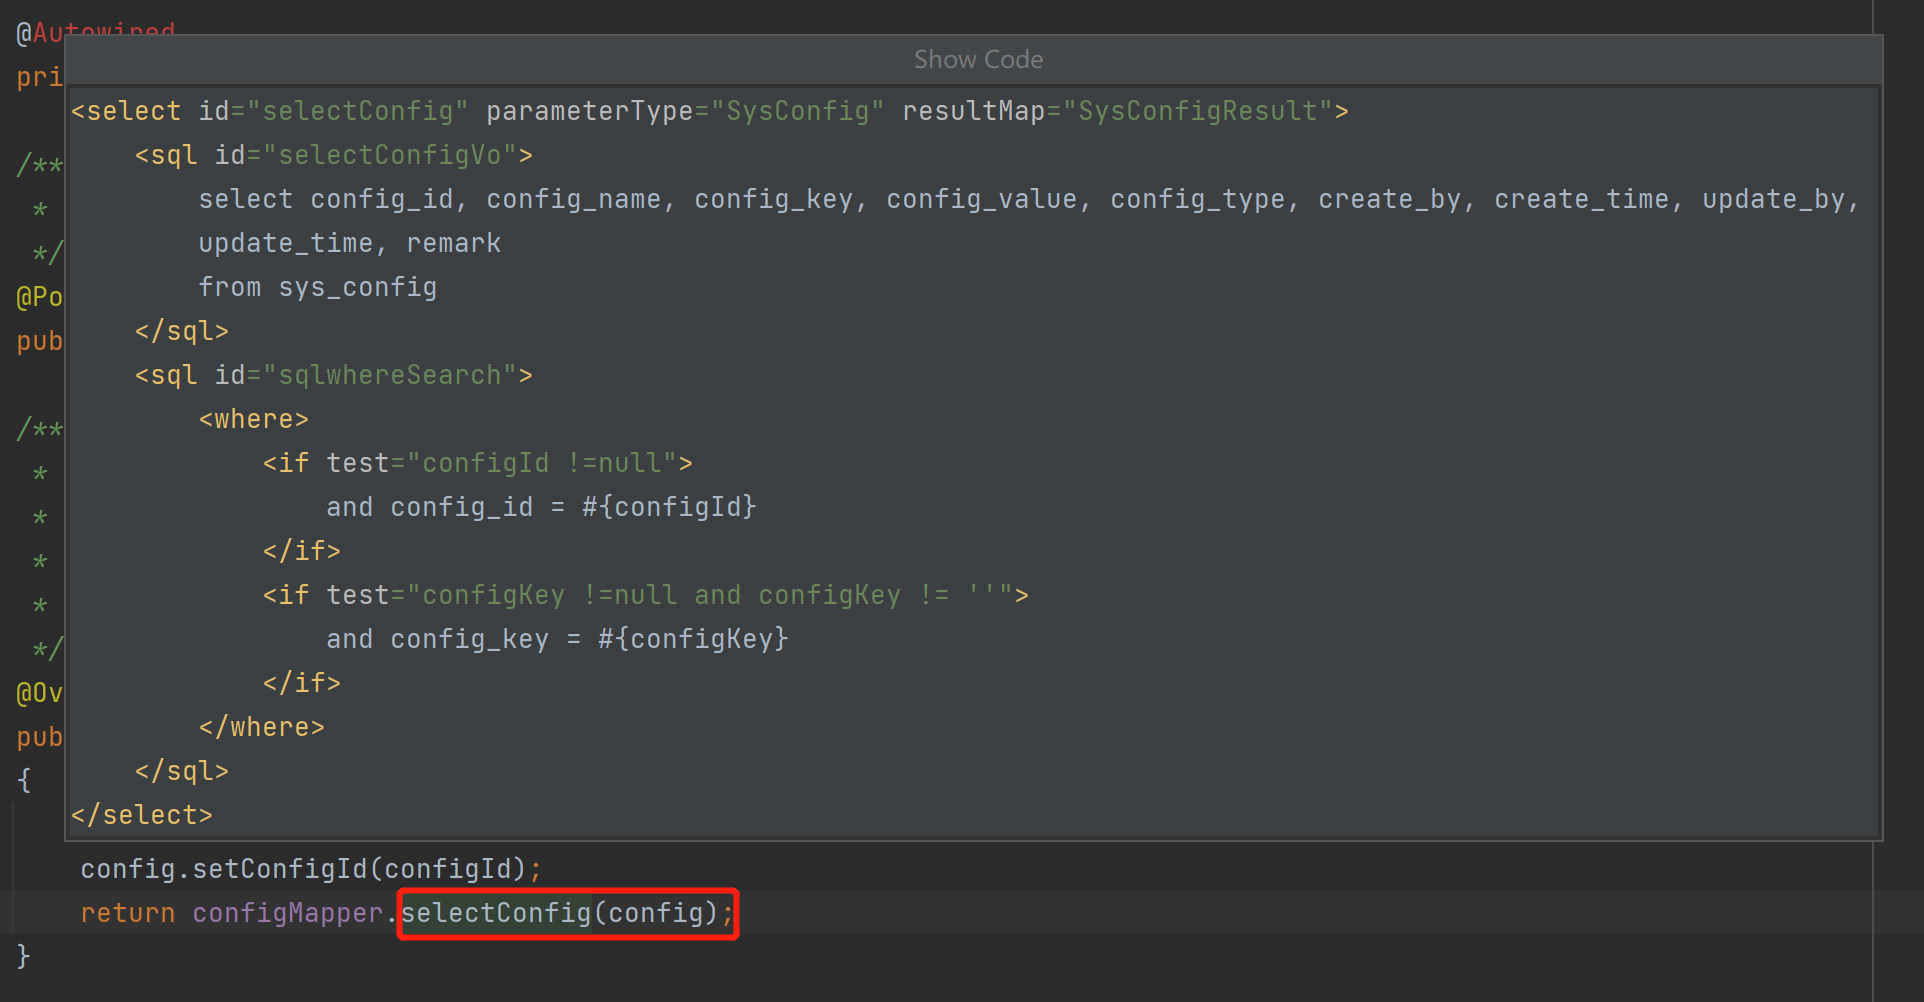 @Autowired
pri
Show Code
<select id="selectConfig" parameterType="SysConfig" resultMap="SysConfigResult">
<sql id="selectConfigVo">
/**
*
select config_id, config_name, config_key, config_value, config_type, create_by, create_time, update_by,
update_time, remark
*/
from sys_config
@Po
</sql>
pub
<sql id="sqlwhereSearch">
<where>
/**
<if test="configId !=null">
*
and config_id = #{configId}
*
</if>
*
<if test="configKey !=null and configKey != ''">
*
and config_key = #{configKey}
*/
</if>
@Ov
</where>
pub
</sql>
{
</select>
config.setConfigId(configId);
return configMapper.selectConfig(config);
}